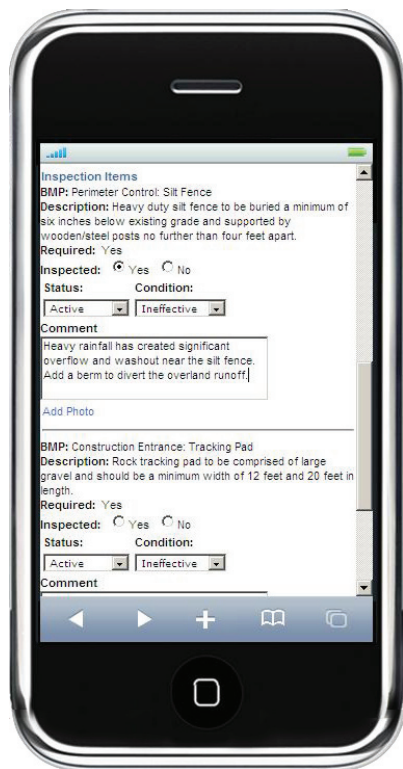 Inspection Items
BMP: Perimeter Control: Silt Fence
Description: Heavy duty silt fence to be buried a minimum of
six inches below existing grade and supported by
wooden/steel posts no further than four feet apart.
Required: Yes
Inspected: Yes No
Status: Condition:
Active Ineffective
Comment
Heavy rainfall has created significant
overflow and washout near the silt fence.
Add a berm to divert the overland runoff.
Add Photo
BMP: Construction Entrance: Tracking Pad
Description: Rock tracking pad to be comprised of large
gravel and should be a minimum width of 12 feet and 20 feet in
length.
Required: Yes
Inspected: Yes No
Status: Condition:
Active Ineffective
Comment